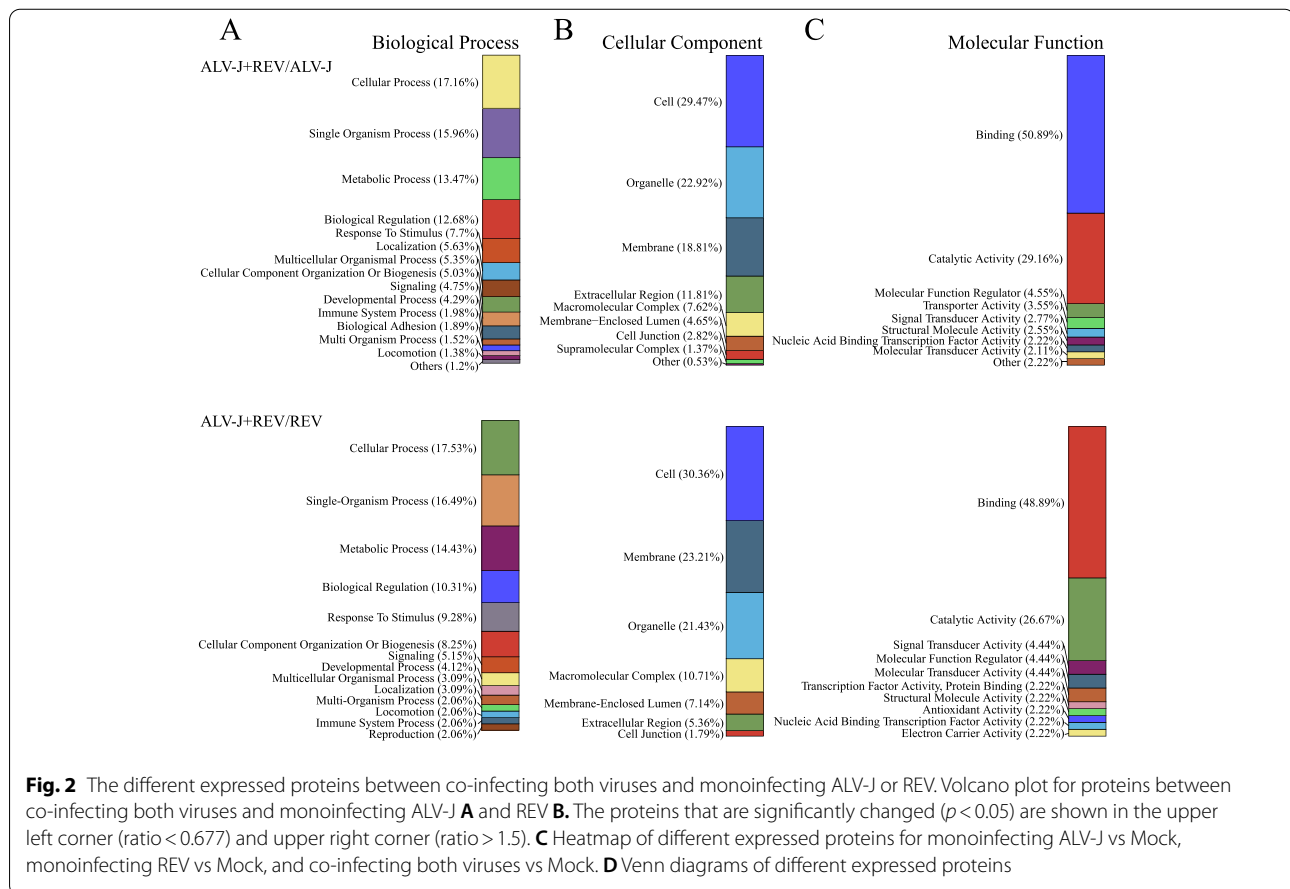 A
Biological Process
B
Cellular Component
C
Molecular Function
ALV-J+REV/ALV-J
Cellular Process (17.16%)
Single Organism Process (15.96%)
Metabolic Process (13.47%)
Biological Regulation (12.68%)
Response To Stimulus (7.7%)
Localization (5.63%)
Multicellular Organismal Process (5.35%)
Cellular Component Organization Or Biogenesis (5.03%)
Signaling (4.75%)
Developmental Process (4.29%)
Immune System Process (1.98%)
Biological Adhesion (1.89%)
Multi Organism Process (1.52%)
Locomotion (1.38%)
Others (1.2%)
Cell (29.47%)
Organelle (22.92%)
Membrane (18.81%)
Extracellular Region (11.81%)
Macromolecular Complex (7.62%)
Membrane−Enclosed Lumen (4.65%)
Cell Junction (2.82%)
Supramolecular Complex (1.37%)
Other (0.53%)
Binding (50.89%)
Catalytic Activity (29.16%)
Molecular Function Regulator (4.55%)
Transporter Activity (3.55%)
Signal Transducer Activity (2.77%)
Structural Molecule Activity (2.55%)
Nucleic Acid Binding Transcription Factor Activity (2.22%)
Molecular Transducer Activity (2.11%)
Other (2.22%)
ALV-J+REV/REV
Cellular Process (17.53%)
Single-Organism Process (16.49%)
Metabolic Process (14.43%)
Biological Regulation (10.31%)
Response To Stimulus (9.28%)
Cellular Component Organization Or Biogenesis (8.25%)
Signaling (5.15%)
Developmental Process (4.12%)
Multicellular Organismal Process (3.09%)
Localization (3.09%)
Multi-Organism Process (2.06%)
Locomotion (2.06%)
Immune System Process (2.06%)
Reproduction (2.06%)
Cell (30.36%)
Membrane (23.21%)
Organelle (21.43%)
Macromolecular Complex (10.71%)
Membrane-Enclosed Lumen (7.14%)
Extracellular Region (5.36%)
Cell Junction (1.79%)
Binding (48.89%)
Catalytic Activity (26.67%)
Signal Transducer Activity (4.44%)
Molecular Function Regulator (4.44%)
Molecular Transducer Activity (4.44%)
Transcription Factor Activity, Protein Binding (2.22%)
Structural Molecule Activity (2.22%)
Antioxidant Activity (2.22%)
Nucleic Acid Binding Transcription Factor Activity (2.22%)
Electron Carrier Activity (2.22%)
Fig. 2 The different expressed proteins between co-infecting both viruses and monoinfecting ALV-J or REV. Volcano plot for proteins between
co-infecting both viruses and monoinfecting ALV-J A and REV B. The proteins that are significantly changed (p < 0.05) are shown in the upper
left corner (ratio < 0.677) and upper right corner (ratio > 1.5). C Heatmap of different expressed proteins for monoinfecting ALV-J vs Mock,
monoinfecting REV vs Mock, and co-infecting both viruses vs Mock. D Venn diagrams of different expressed proteins